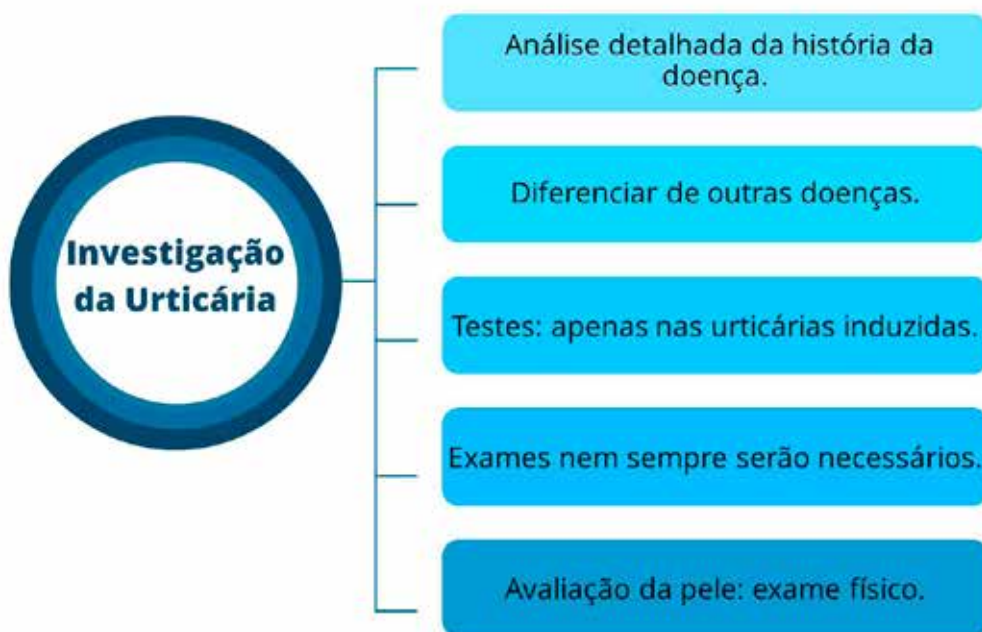 Investigação
da Urticária
Análise detalhada da história da
doença.
Diferenciar de outras doenças.
Testes: apenas nas urticárias induzidas.
Exames nem sempre serão necessários.
Avaliação da pele: exame físico.